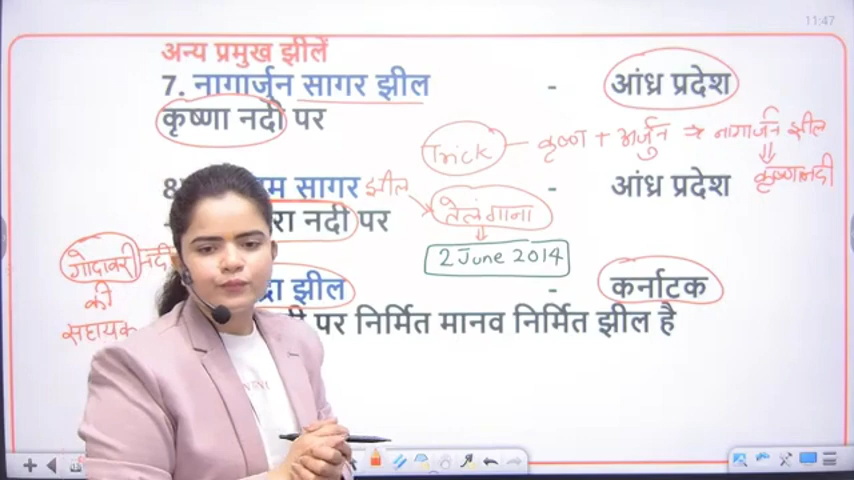 11:47
अन्य प्रमुख झीलें
7. नागार्जुन सागर झील - आंध्र प्रदेश
कृष्णा नदी पर
Trick - कृष्ण + अर्जुन ⇒ नागार्जुन झील
⇓
कृष्णा नदी
8 म सागर झील - आंध्र प्रदेश
तेलंगाना
रा नदी पर
2 June 2014
गोदावरी नदी
की
सहायक
द्रा झील - कर्नाटक
पर निर्मित मानव निर्मित झील है